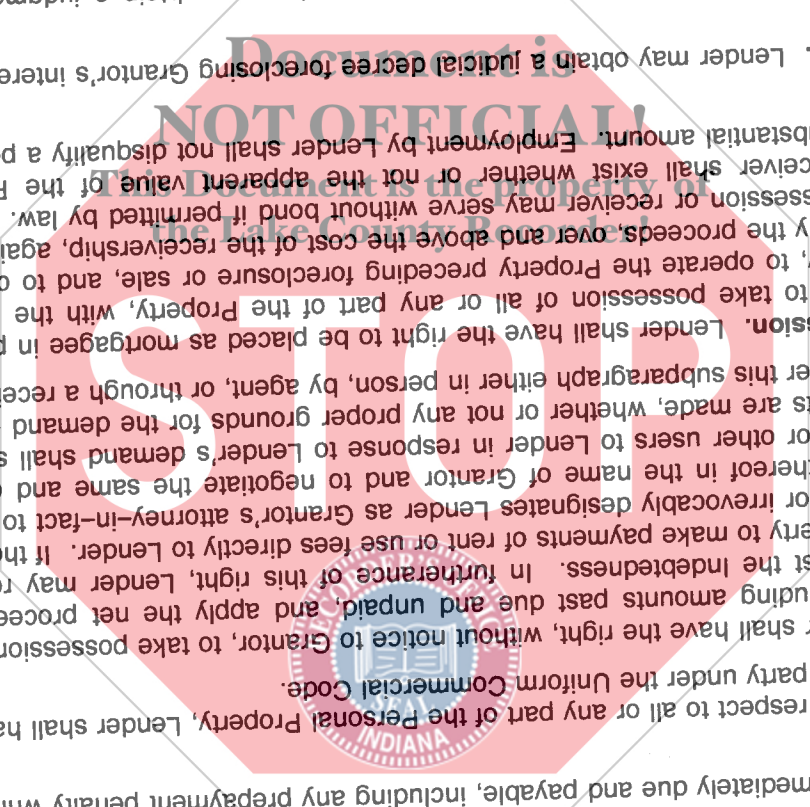 mediately due and payable, including any prepayment penalty whi
respect to all or any part of the Personal Property, Lender shall ha
party under the Uniform Commercial Code.
r shall have the right, without notice to Grantor, to take possession
uding amounts past due and unpaid, and apply the net procee
st the Indebtedness. In furtherance of this right, Lender may re
erty to make payments of rent or use fees directly to Lender. If th
or irrevocably designates Lender as Grantor's attorney-in-fact to
hereof in the name of Grantor and to negotiate the same and
or other users to Lender in response to Lender's demand shall s
ts are made, whether or not any proper grounds for the demand
er this subparagraph either in person, by agent, or through a recei
ssion. Lender shall have the right to be placed as mortgagee in p
to take possession of all or any part of the Property, with the
, to operate the Property preceding foreclosure or sale, and to c
y the proceeds, over and above the cost of the receivership, agai
ssession or receiver may serve without bond if permitted by law.
ceiver shall exist whether or not the apparent value of the P
bstantial amount. Employment by Lender shall not disqualify a pe
. Lender may obtain a judicial decree foreclosing Grantor's intere
Document is
NOT OFFICIAL!
This Document is the property of
the Lake County Recorder!
STOP
SEAL
INDIANA